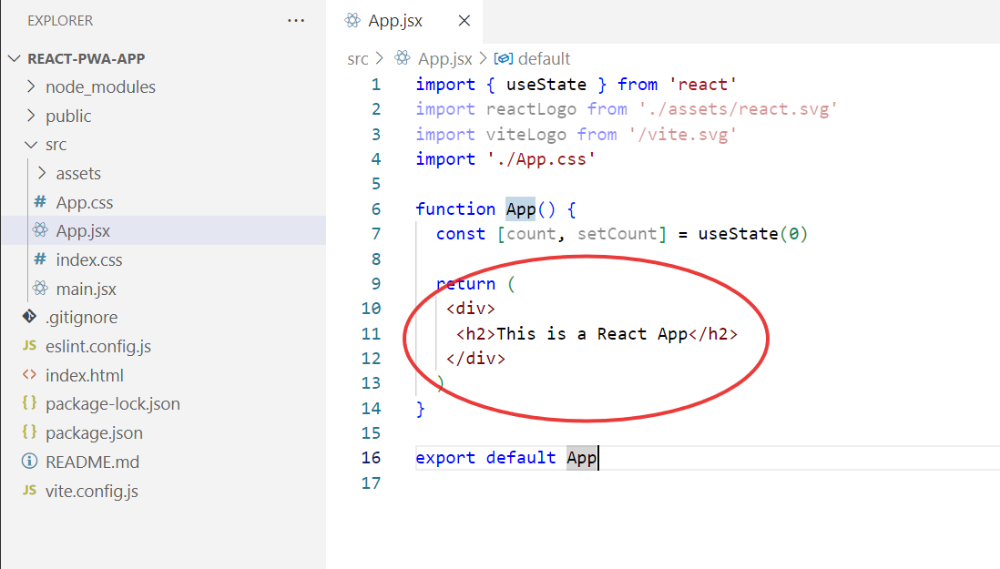 EXPLORER
...
REACT-PWA-APP
node_modules
public
src
assets
# App.css
App.jsx
# index.css
main.jsx
.gitignore
JS eslint.config.js
<> index.html
{} package-lock.json
{} package.json
README.md
JS vite.config.js
App.jsx
src > App.jsx > default
1 import { useState } from 'react'
2 import reactLogo from './assets/react.svg'
3 import viteLogo from '/vite.svg'
4 import './App.css'
5
6 function App() {
7 const [count, setCount] = useState(0)
8
9 return (
10 <div>
11 <h2>This is a React App</h2>
12 </div>
13 )
14 }
15
16 export default App
17